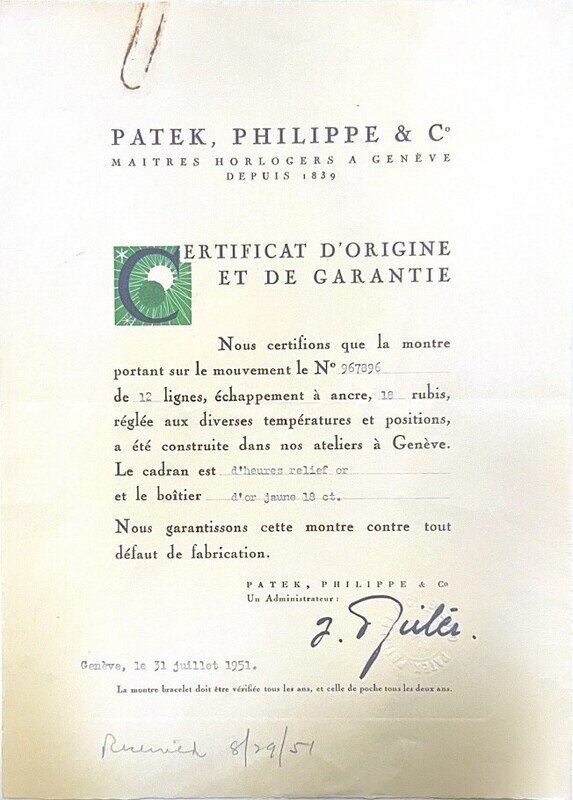 PATEK, PHILIPPE & Cº
MAITRES HORLOGERS A GENÈVE
DEPUIS 1839
CERTIFICAT D'ORIGINE
ET DE GARANTIE
Nous certifions que la montre
portant sur le mouvement le Nº 967896
de 12 lignes, échappement à ancre, 18 rubis,
réglée aux diverses températures et positions,
a été construite dans nos ateliers à Genève.
Le cadran est d'heures relief or
et le boîtier d'or jaune 18 ct.
Nous garantissons cette montre contre tout
défaut de fabrication.
PATEK, PHILIPPE & Cº
Un Administrateur:
Genève, le 31 juillet 1951.
La montre bracelet doit être vérifiée tous les ans, et celle de poche tous les deux ans.
Received 8/29/51